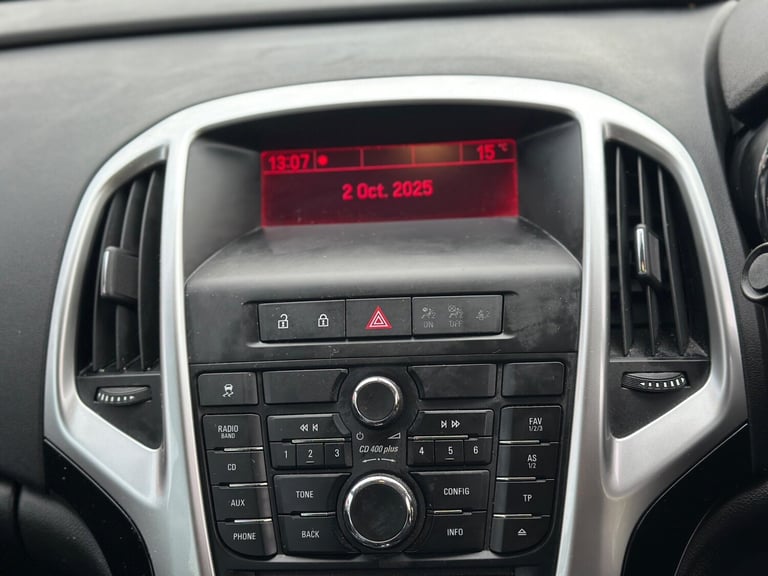 13:07 15 °C
2 Oct. 2025
ON OFF
RADIO
BAND
CD
AUX
PHONE
1 2 3
TONE
BACK
CD 400 plus
4 5 6
CONFIG
INFO
FAV
1/2/3
AS
1/2
TP